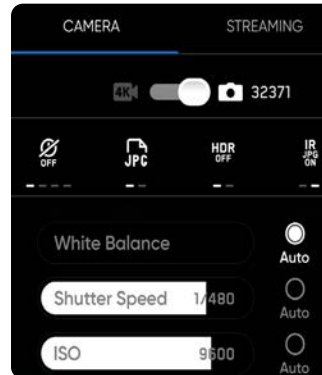 CAMERA STREAMING
4K 32371
OFF JPG HDR OFF IR JPG ON
White Balance Auto
Shutter Speed 1/480 Auto
ISO 9600 Auto